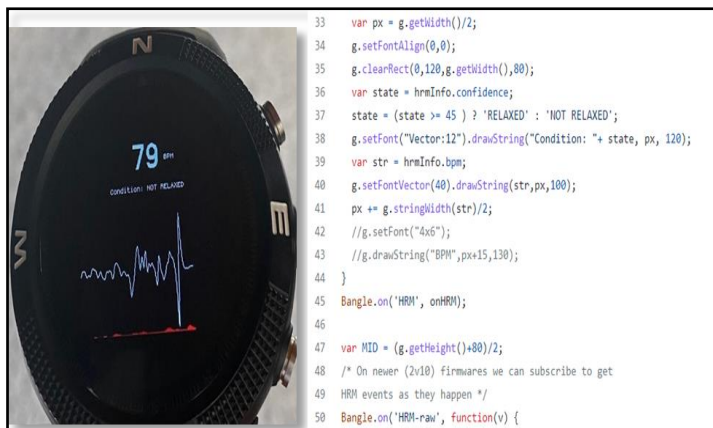 N
79 BPM
Condition: NOT RELAXED
E
W
33 var px = g.getWidth()/2;
34 g.setFontAlign(0,0);
35 g.clearRect(0,120,g.getWidth(),80);
36 var state = hrmInfo.confidence;
37 state = (state >= 45 ) ? 'RELAXED' : 'NOT RELAXED';
38 g.setFont("Vector:12").drawString("Condition: "+ state, px, 120);
39 var str = hrmInfo.bpm;
40 g.setFontVector(40).drawString(str,px,100);
41 px += g.stringWidth(str)/2;
42 //g.setFont("4x6");
43 //g.drawString("BPM",px+15,130);
44 }
45 Bangle.on('HRM', onHRM);
46
47 var MID = (g.getHeight()+80)/2;
48 /* On newer (2v10) firmwares we can subscribe to get
49 HRM events as they happen */
50 Bangle.on('HRM-raw', function(v) {